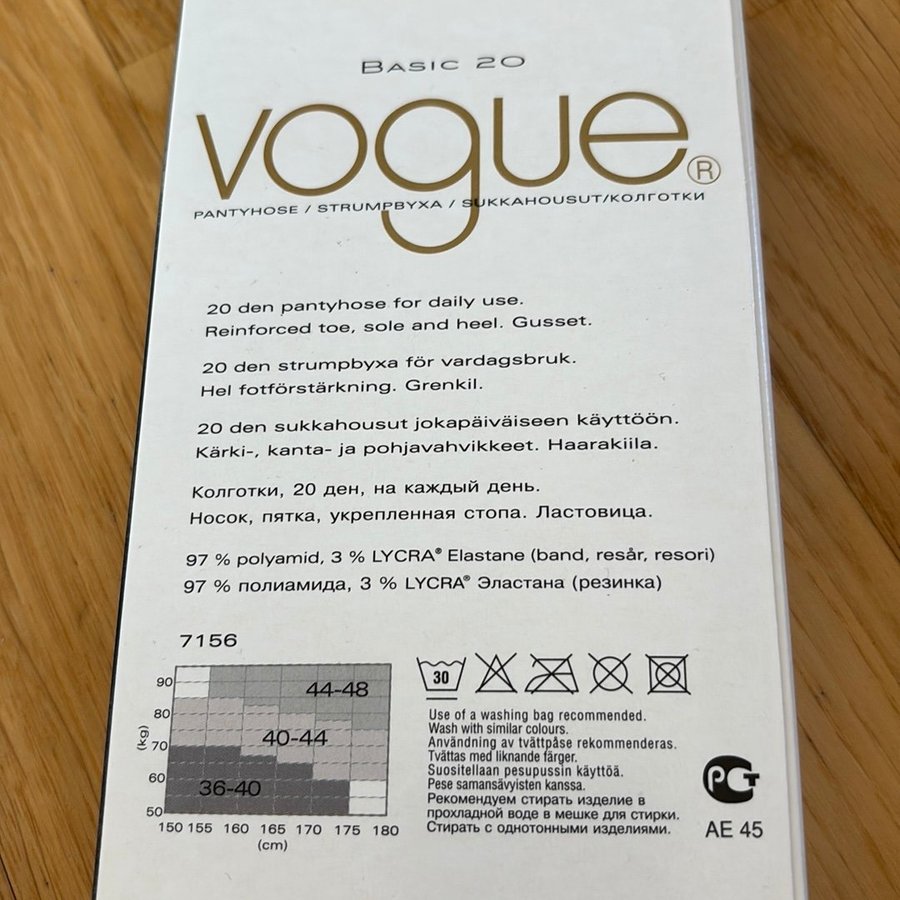 BASIC 20
vogue®
PANTYHOSE / STRUMPBYXA / SUKKAHOUSUT/КОЛГОТКИ
20 den pantyhose for daily use.
Reinforced toe, sole and heel. Gusset.
20 den strumpbyxa för vardagsbruk.
Hel fotförstärkning. Grenkil.
20 den sukkahousut jokapäiväiseen käyttöön.
Kärki-, kanta- ja pohjavahvikkeet. Haarakiila.
Колготки, 20 ден, на каждый день.
Носок, пятка, укрепленная стопа. Ластовица.
97 % polyamid, 3 % LYCRA® Elastane (band, resår, resori)
97 % полиамида, 3 % LYCRA® Эластана (резинка)
7156
90
80
70
60
50
(kg)
44-48
40-44
36-40
150 155 160 165 170 175 180
(cm)
30
Use of a washing bag recommended.
Wash with similar colours.
Användning av tvättpåse rekommenderas.
Tvättas med liknande färger.
Suositellaan pesupussin käyttöä.
Pese samansävyisten kanssa.
Рекомендуем стирать изделие в
прохладной воде в мешке для стирки.
Стирать с однотонными изделиями.
РСТ
АЕ 45